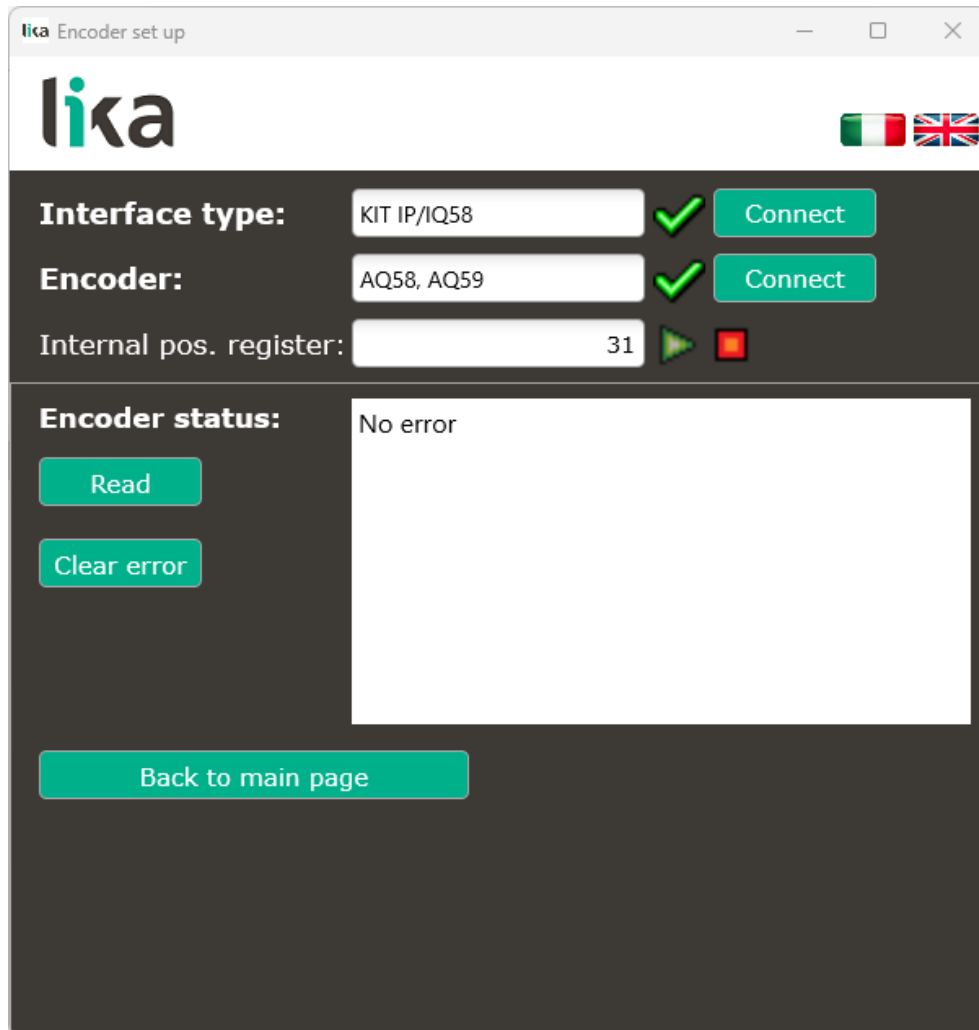 lika Encoder set up
lika
Interface type: KIT IP/IQ58 Connect
Encoder: AQ58, AQ59 Connect
Internal pos. register: 31
Encoder status: No error
Read
Clear error
Back to main page